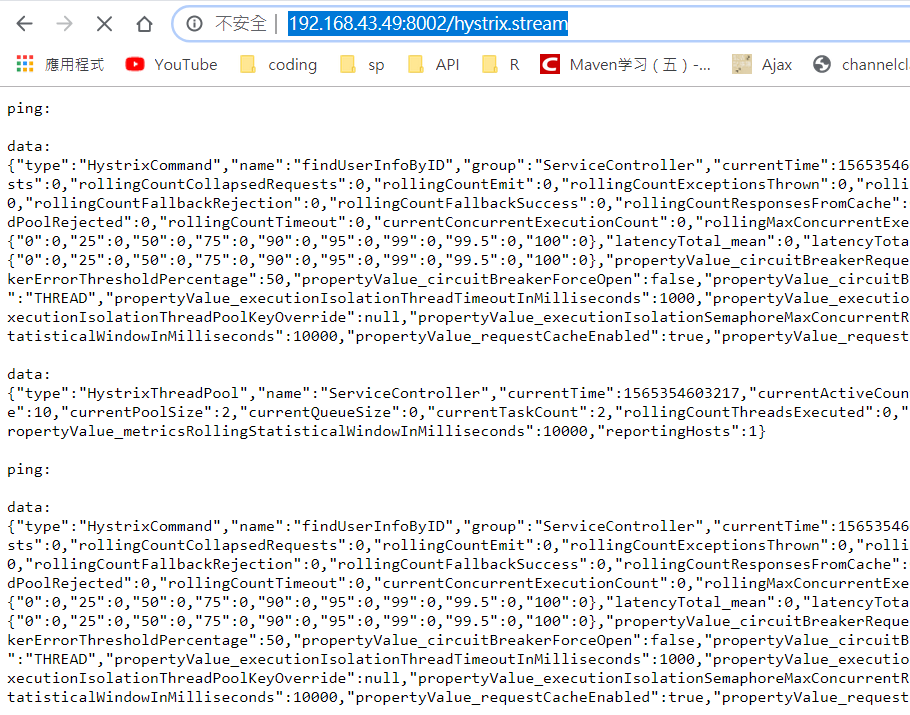 不安全 | 192.168.43.49:8002/hystrix.stream
應用程式 YouTube coding sp API R Maven学习（五）-... Ajax channelcl
ping:
data:
{"type":"HystrixCommand","name":"findUserInfoByID","group":"ServiceController","currentTime":15653546
sts":0,"rollingCountCollapsedRequests":0,"rollingCountEmit":0,"rollingCountExceptionsThrown":0,"rolli
0,"rollingCountFallbackRejection":0,"rollingCountFallbackSuccess":0,"rollingCountResponsesFromCache":
dPoolRejected":0,"rollingCountTimeout":0,"currentConcurrentExecutionCount":0,"rollingMaxConcurrentExe
{"0":0,"25":0,"50":0,"75":0,"90":0,"95":0,"99":0,"99.5":0,"100":0},"latencyTotal_mean":0,"latencyTota
{"0":0,"25":0,"50":0,"75":0,"90":0,"95":0,"99":0,"99.5":0,"100":0},"propertyValue_circuitBreakerReque
kerErrorThresholdPercentage":50,"propertyValue_circuitBreakerForceOpen":false,"propertyValue_circuitB
":"THREAD","propertyValue_executionIsolationThreadTimeoutInMilliseconds":1000,"propertyValue_executio
xecutionIsolationThreadPoolKeyOverride":null,"propertyValue_executionIsolationSemaphoreMaxConcurrentR
tatisticalWindowInMilliseconds":10000,"propertyValue_requestCacheEnabled":true,"propertyValue_request
data:
{"type":"HystrixThreadPool","name":"ServiceController","currentTime":1565354603217,"currentActiveCoun
e":10,"currentPoolSize":2,"currentQueueSize":0,"currentTaskCount":2,"rollingCountThreadsExecuted":0,"
ropertyValue_metricsRollingStatisticalWindowInMilliseconds":10000,"reportingHosts":1}
ping:
data:
{"type":"HystrixCommand","name":"findUserInfoByID","group":"ServiceController","currentTime":15653546
sts":0,"rollingCountCollapsedRequests":0,"rollingCountEmit":0,"rollingCountExceptionsThrown":0,"rolli
0,"rollingCountFallbackRejection":0,"rollingCountFallbackSuccess":0,"rollingCountResponsesFromCache":
dPoolRejected":0,"rollingCountTimeout":0,"currentConcurrentExecutionCount":0,"rollingMaxConcurrentExe
{"0":0,"25":0,"50":0,"75":0,"90":0,"95":0,"99":0,"99.5":0,"100":0},"latencyTotal_mean":0,"latencyTota
{"0":0,"25":0,"50":0,"75":0,"90":0,"95":0,"99":0,"99.5":0,"100":0},"propertyValue_circuitBreakerReque
kerErrorThresholdPercentage":50,"propertyValue_circuitBreakerForceOpen":false,"propertyValue_circuitB
":"THREAD","propertyValue_executionIsolationThreadTimeoutInMilliseconds":1000,"propertyValue_executio
xecutionIsolationThreadPoolKeyOverride":null,"propertyValue_executionIsolationSemaphoreMaxConcurrentR
tatisticalWindowInMilliseconds":10000,"propertyValue_requestCacheEnabled":true,"propertyValue_request